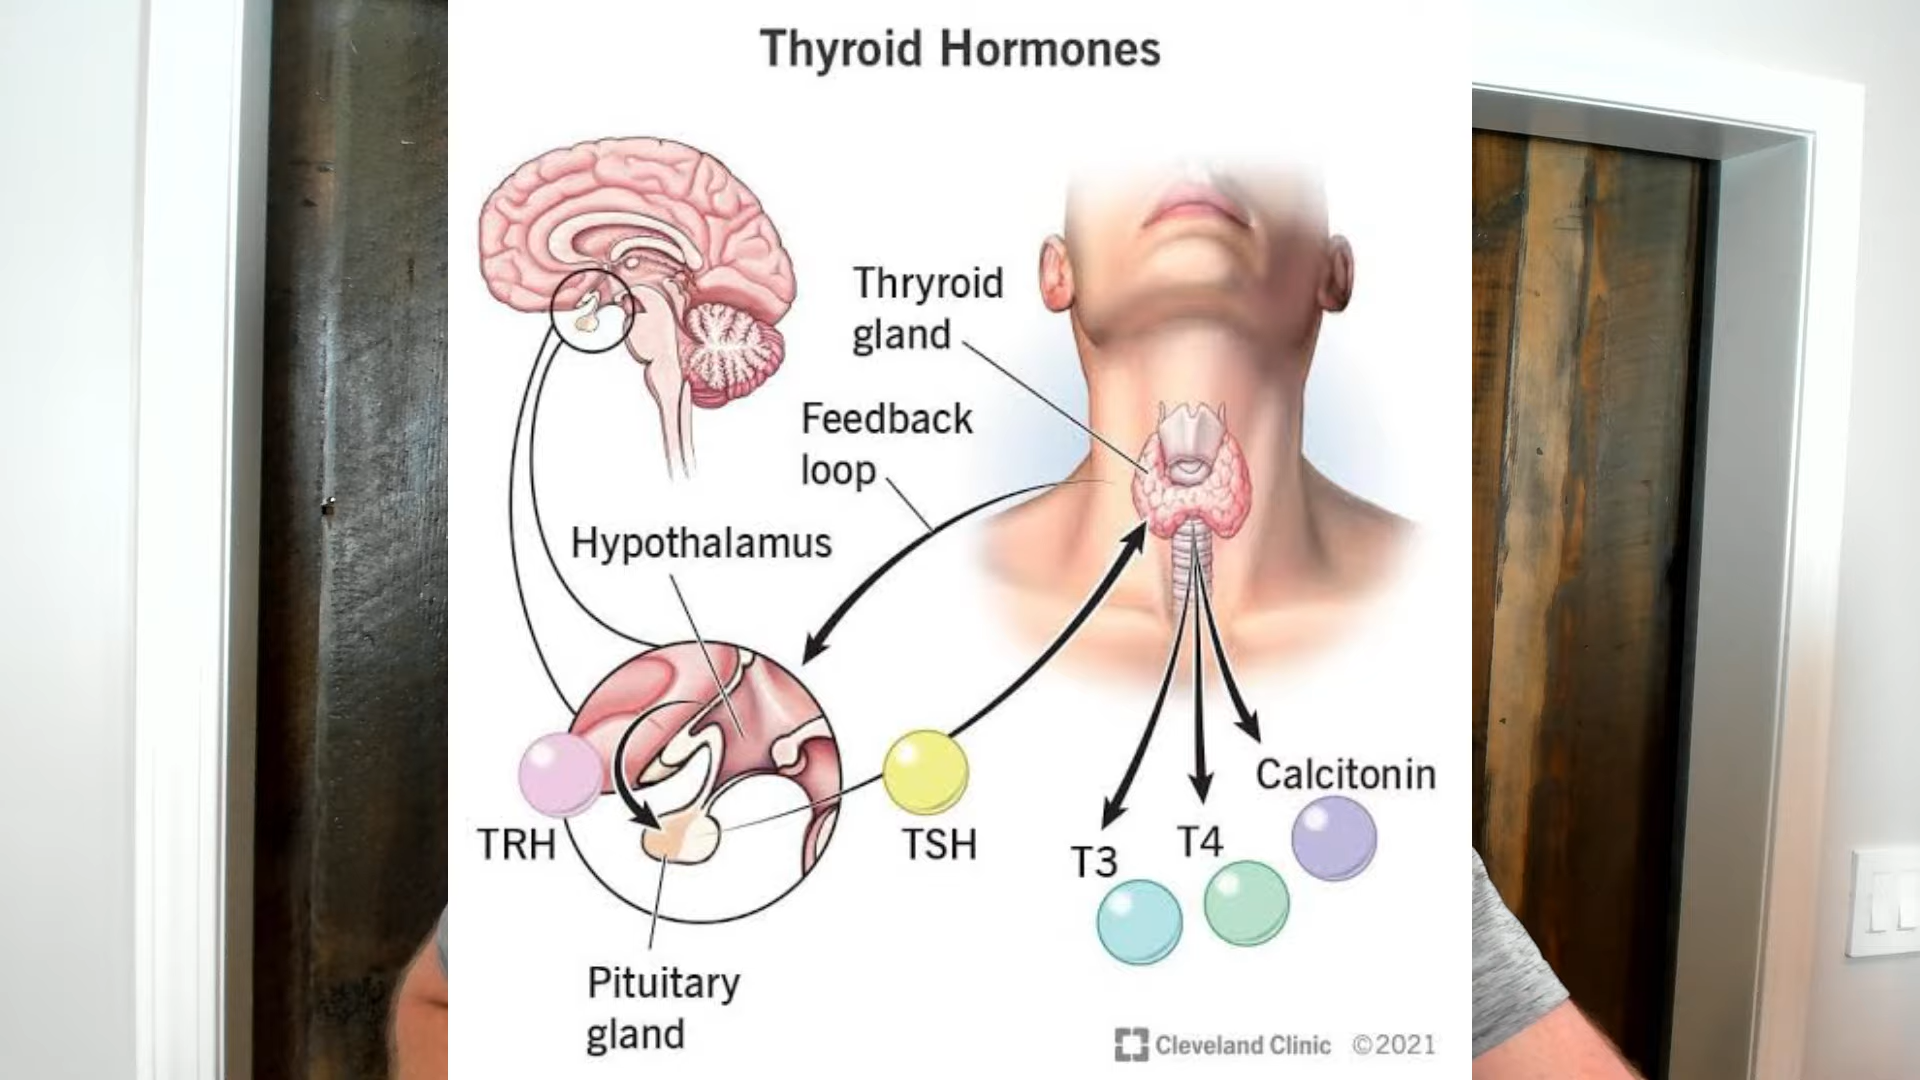 Thyroid Hormones
Thryroid
gland
Feedback
loop
Hypothalamus
TRH
TSH
Pituitary
gland
T3
T4
Calcitonin
Cleveland Clinic ©2021